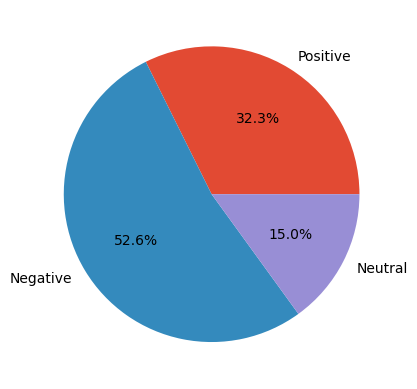 Positive
32.3%
52.6%
15.0%
Neutral
Negative